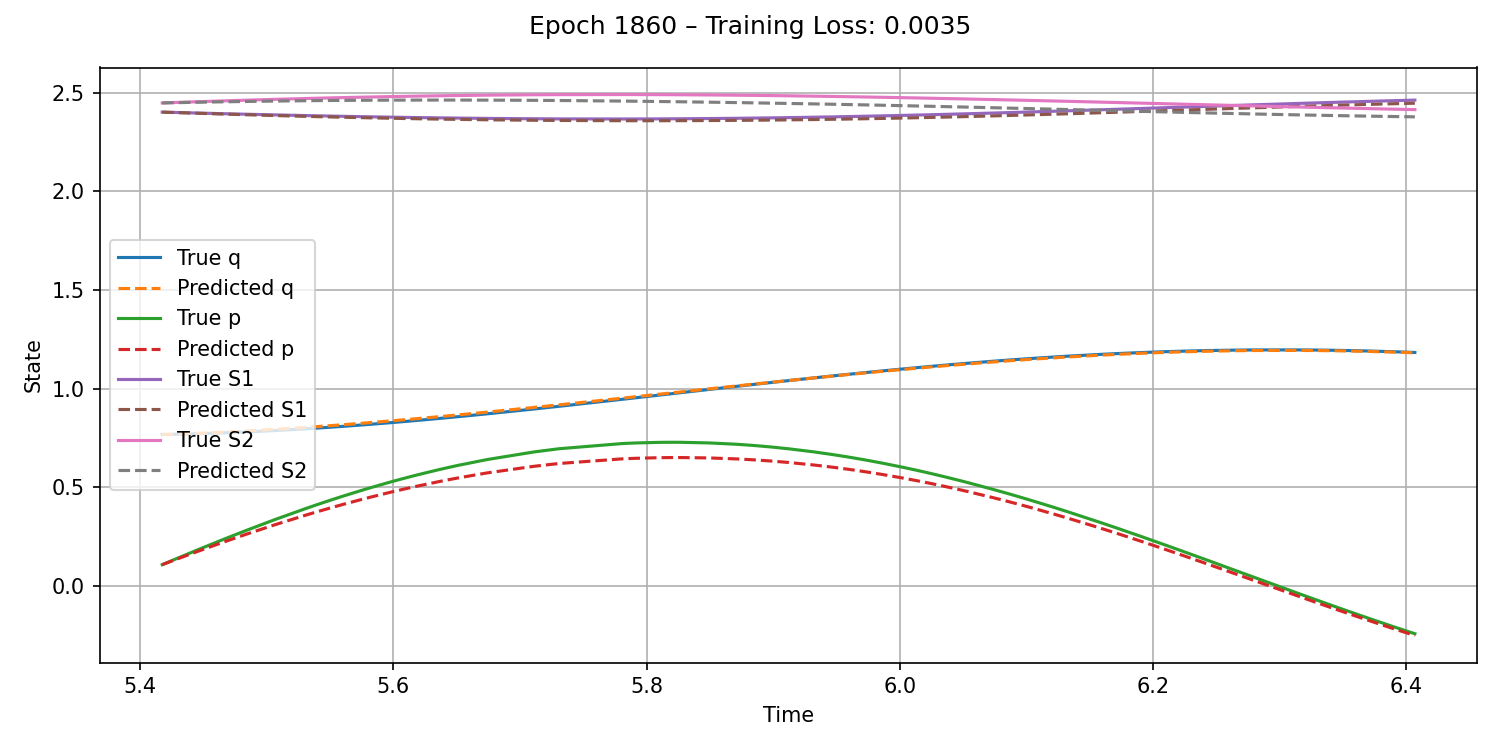 Epoch 1860 – Training Loss: 0.0035
2.5
2.0
1.5
1.0
0.5
0.0
State
True q
Predicted q
True p
Predicted p
True S1
Predicted S1
True S2
Predicted S2
5.4 5.6 5.8 6.0 6.2 6.4
Time